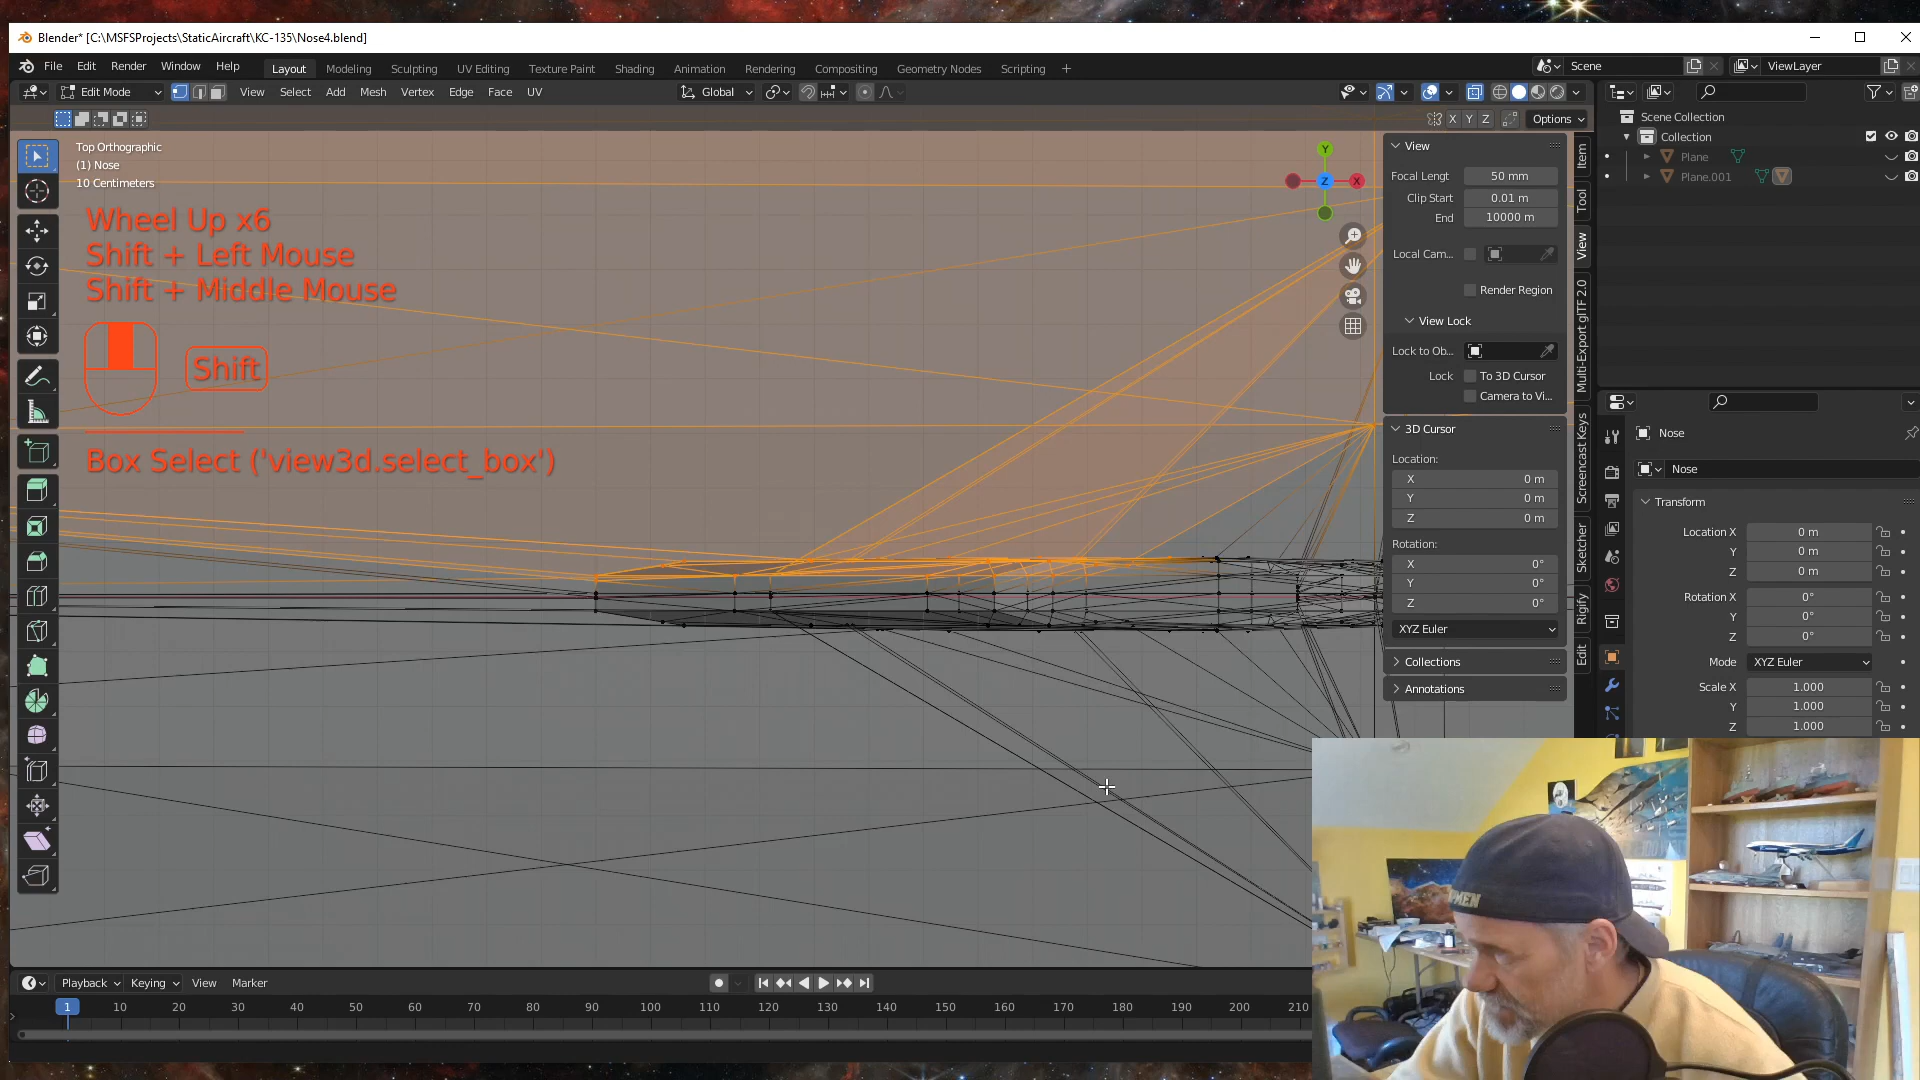 Blender* [C:\MSFSProjects\StaticAircraft\KC-135\Nose4.blend]
File Edit Render Window Help
Layout Modeling Sculpting UV Editing Texture Paint Shading Animation Rendering Compositing Geometry Nodes Scripting +
Scene
ViewLayer
Edit Mode
View Select Add Mesh Vertex Edge Face UV
Global
X Y Z
Options
Top Orthographic
(1) Nose
10 Centimeters
Wheel Up x6
Shift + Left Mouse
Shift + Middle Mouse
Shift
Box Select ('view3d.select_box')
Y
Z
X
View
Focal Lengt 50 mm
Clip Start 0.01 m
End 10000 m
Local Cam...
Render Region
View Lock
Lock to Ob...
Lock To 3D Cursor
Camera to Vi...
3D Cursor
Location:
X 0 m
Y 0 m
Z 0 m
Rotation:
X 0°
Y 0°
Z 0°
XYZ Euler
Collections
Annotations
Item
Tool
View
Multi-Export glTF 2.0
Screencast Keys
Sketcher
Rigify
Edit
Scene Collection
Collection
Plane
Plane.001
Nose
Nose
Transform
Location X 0 m
Y 0 m
Z 0 m
Rotation X 0°
Y 0°
Z 0°
Mode XYZ Euler
Scale X 1.000
Y 1.000
Z 1.000
Playback Keying View Marker
1 10 20 30 40 50 60 70 80 90 100 110 120 130 140 150 160 170 180 190 200 210